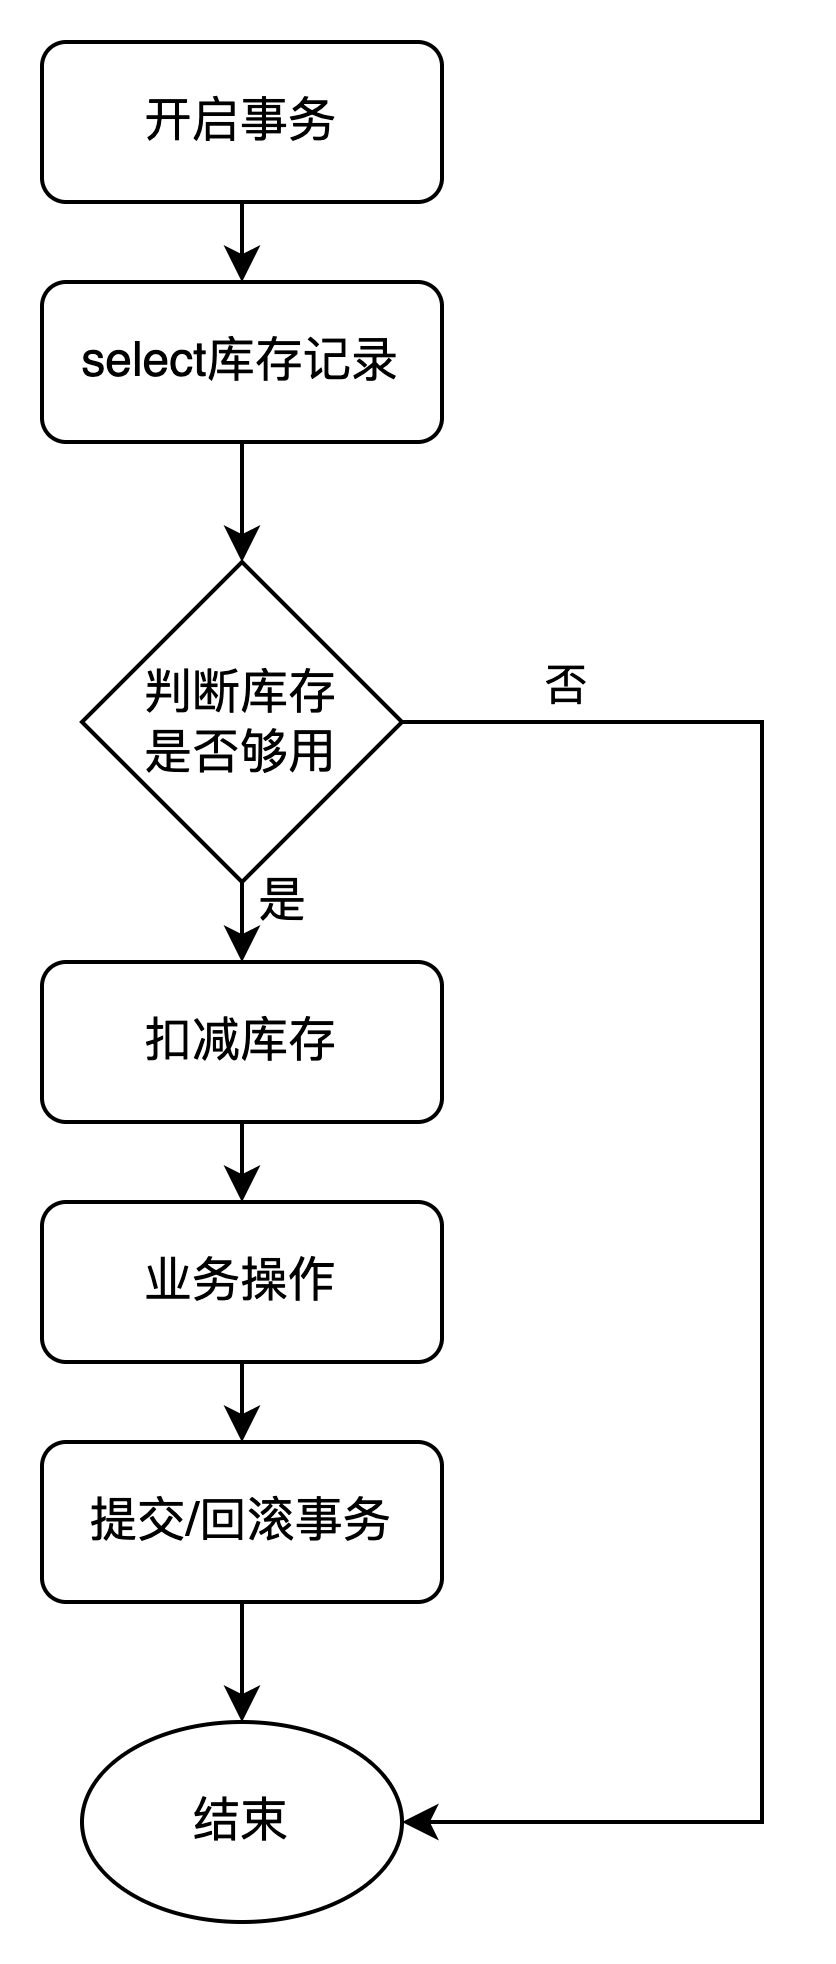 开启事务
select库存记录
判断库存
是否够用
否
是
扣减库存
业务操作
提交/回滚事务
结束